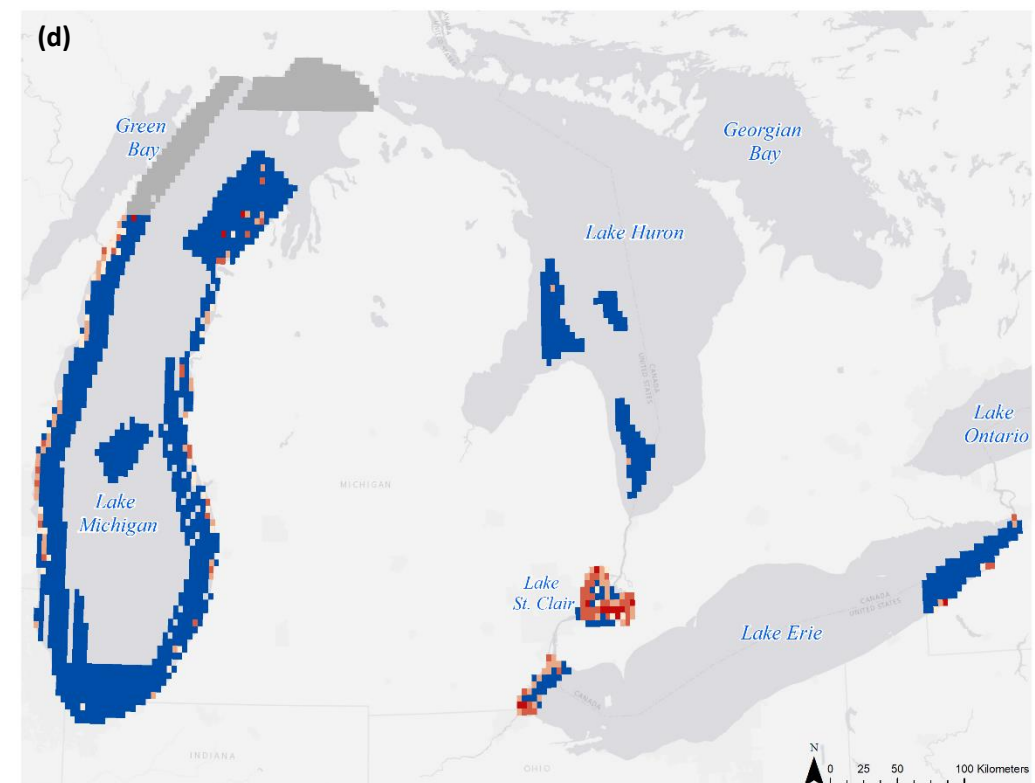 (d)
Green
Bay
Georgian
Bay
Lake Huron
CANADA
UNITED STATES
Lake
Ontario
MICHIGAN
Lake
Michigan
Lake
St. Clair
CANADA
UNITED STATES
Lake Erie
CANADA
INDIANA
OHIO
N
0 25 50 100 Kilometers